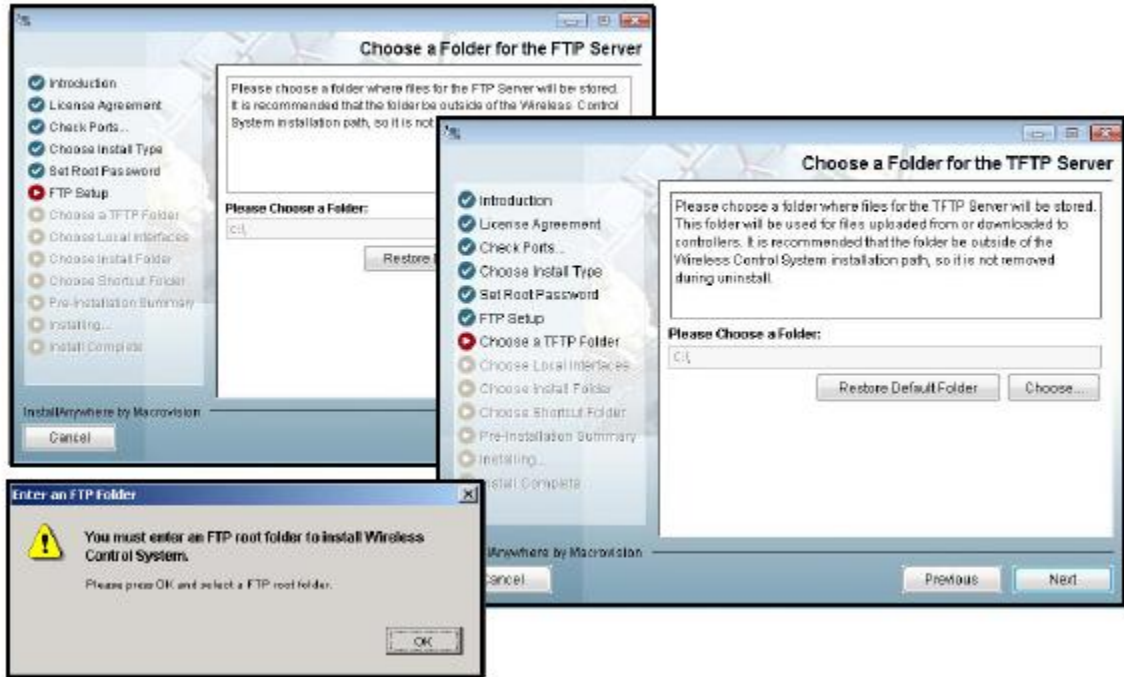 Choose a Folder for the FTP Server
Introduction
License Agreement
Check Ports...
Choose Install Type
Set Root Password
FTP Setup
Choose a TFTP Folder
Choose Local Interfaces
Choose Install Folder
Choose Shortcut Folder
Pre-Installation Summary
Installing...
Install Complete
Please choose a folder where files for the FTP Server will be stored.
It is recommended that the folder be outside of the Wireless Control
System installation path, so it is not
Please Choose a Folder:
C:\
Restore
InstallAnywhere by Macrovision
Cancel
Choose a Folder for the TFTP Server
Introduction
License Agreement
Check Ports...
Choose Install Type
Set Root Password
FTP Setup
Choose a TFTP Folder
Choose Local Interfaces
Choose Install Folder
Choose Shortcut Folder
Pre-Installation Summary
Installing...
Install Complete
Please choose a folder where files for the TFTP Server will be stored.
This folder will be used for files uploaded from or downloaded to
controllers. It is recommended that the folder be outside of the
Wireless Control System installation path, so it is not removed
during uninstall.
Please Choose a Folder:
C:\
Restore Default Folder
Choose...
Anywhere by Macrovision
ancel
Previous
Next
Enter an FTP Folder
You must enter an FTP root folder to install Wireless
Control System.
Please press OK and select a FTP root folder.
OK